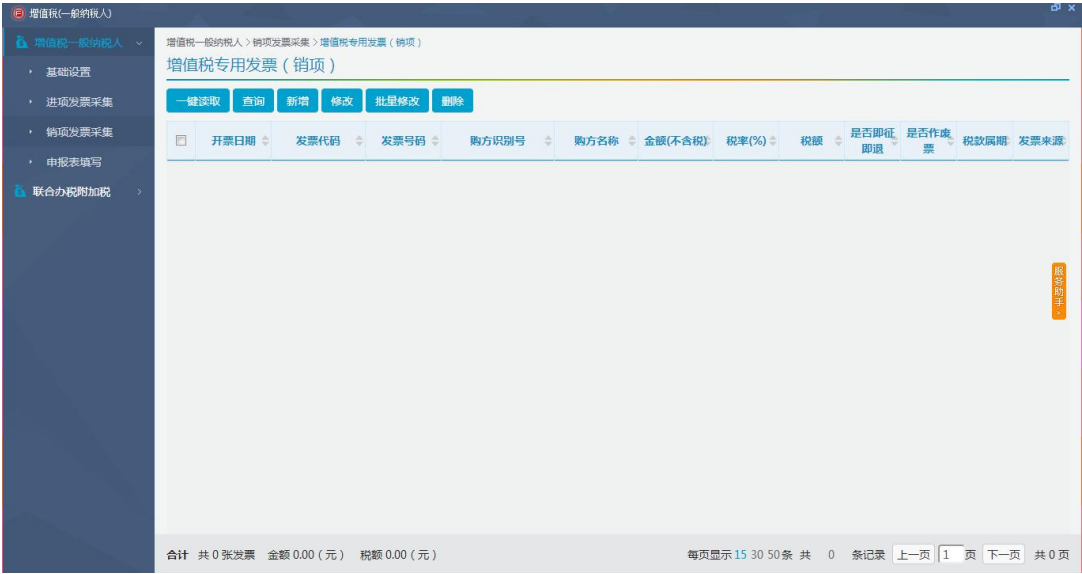 增值税(一般纳税人)
增值税一般纳税人
基础设置
进项发票采集
销项发票采集
申报表填写
联合办税附加税
增值税一般纳税人>销项发票采集>增值税专用发票(销项)
增值税专用发票(销项)
一键读取 查询 新增 修改 批量修改 删除
开票日期 发票代码 发票号码 购方识别号 购方名称 金额(不含税) 税率(%) 税额 是否即征即退 是否作废票 税款属期 发票来源
服务助手
合计 共 0 张发票 金额 0.00(元) 税额 0.00(元) 每页显示 15 30 50 条 共 0 条记录 上一页 1 页 下一页 共 0 页